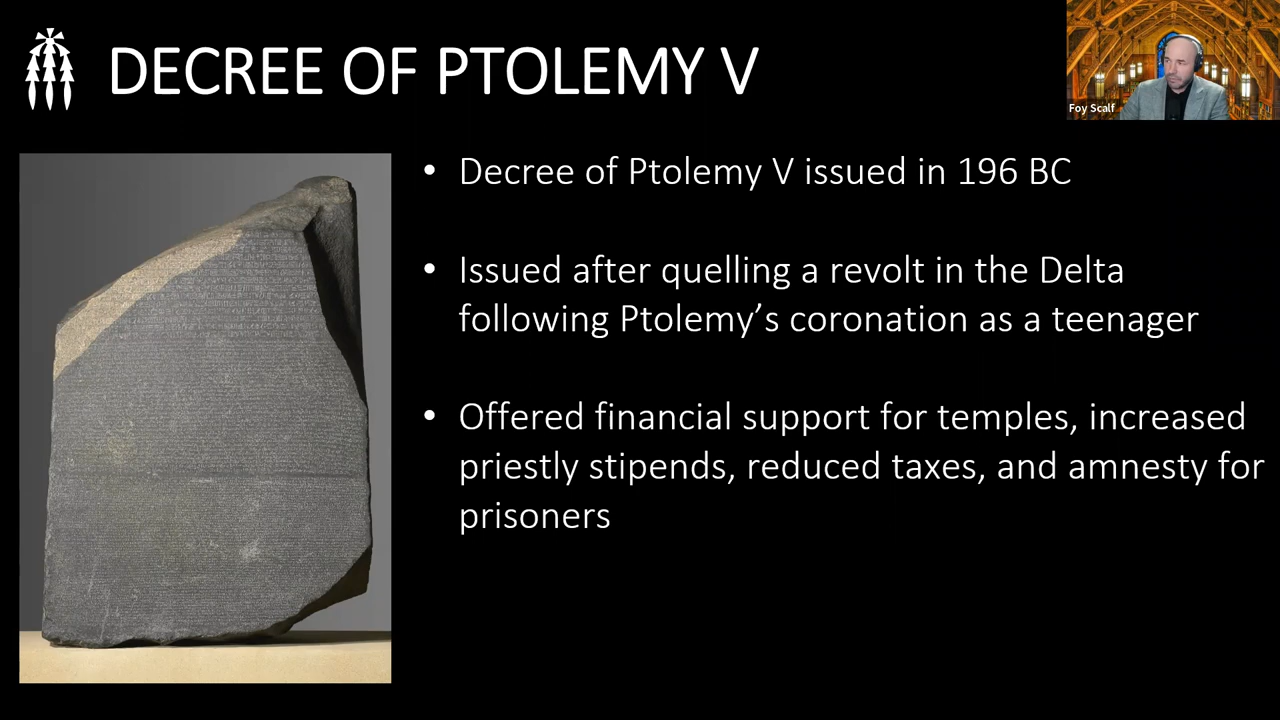 DECREE OF PTOLEMY V
Foy Scalf
• Decree of Ptolemy V issued in 196 BC
• Issued after quelling a revolt in the Delta
following Ptolemy’s coronation as a teenager
• Offered financial support for temples, increased
priestly stipends, reduced taxes, and amnesty for
prisoners